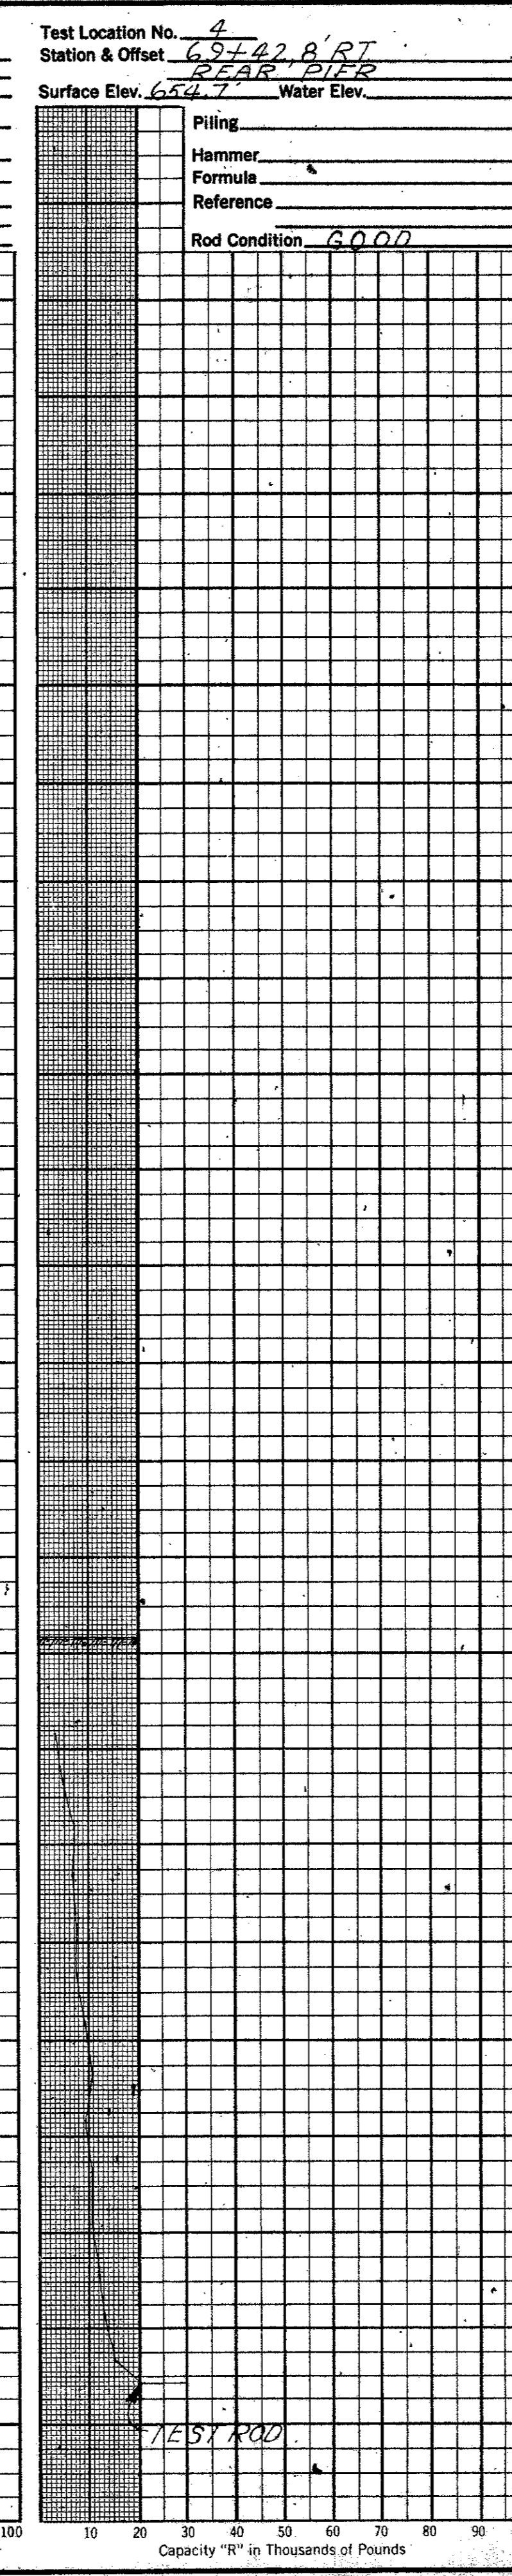 Test Location No. 4
Station & Offset 69+42, 8' RT
REAR PIER
Surface Elev. 654.7' Water Elev.
Piling
Hammer
Formula
Reference
Rod Condition GOOD
TEST ROD
100 10 20 30 40 50 60 70 80 90
Capacity "R" in Thousands of Pounds